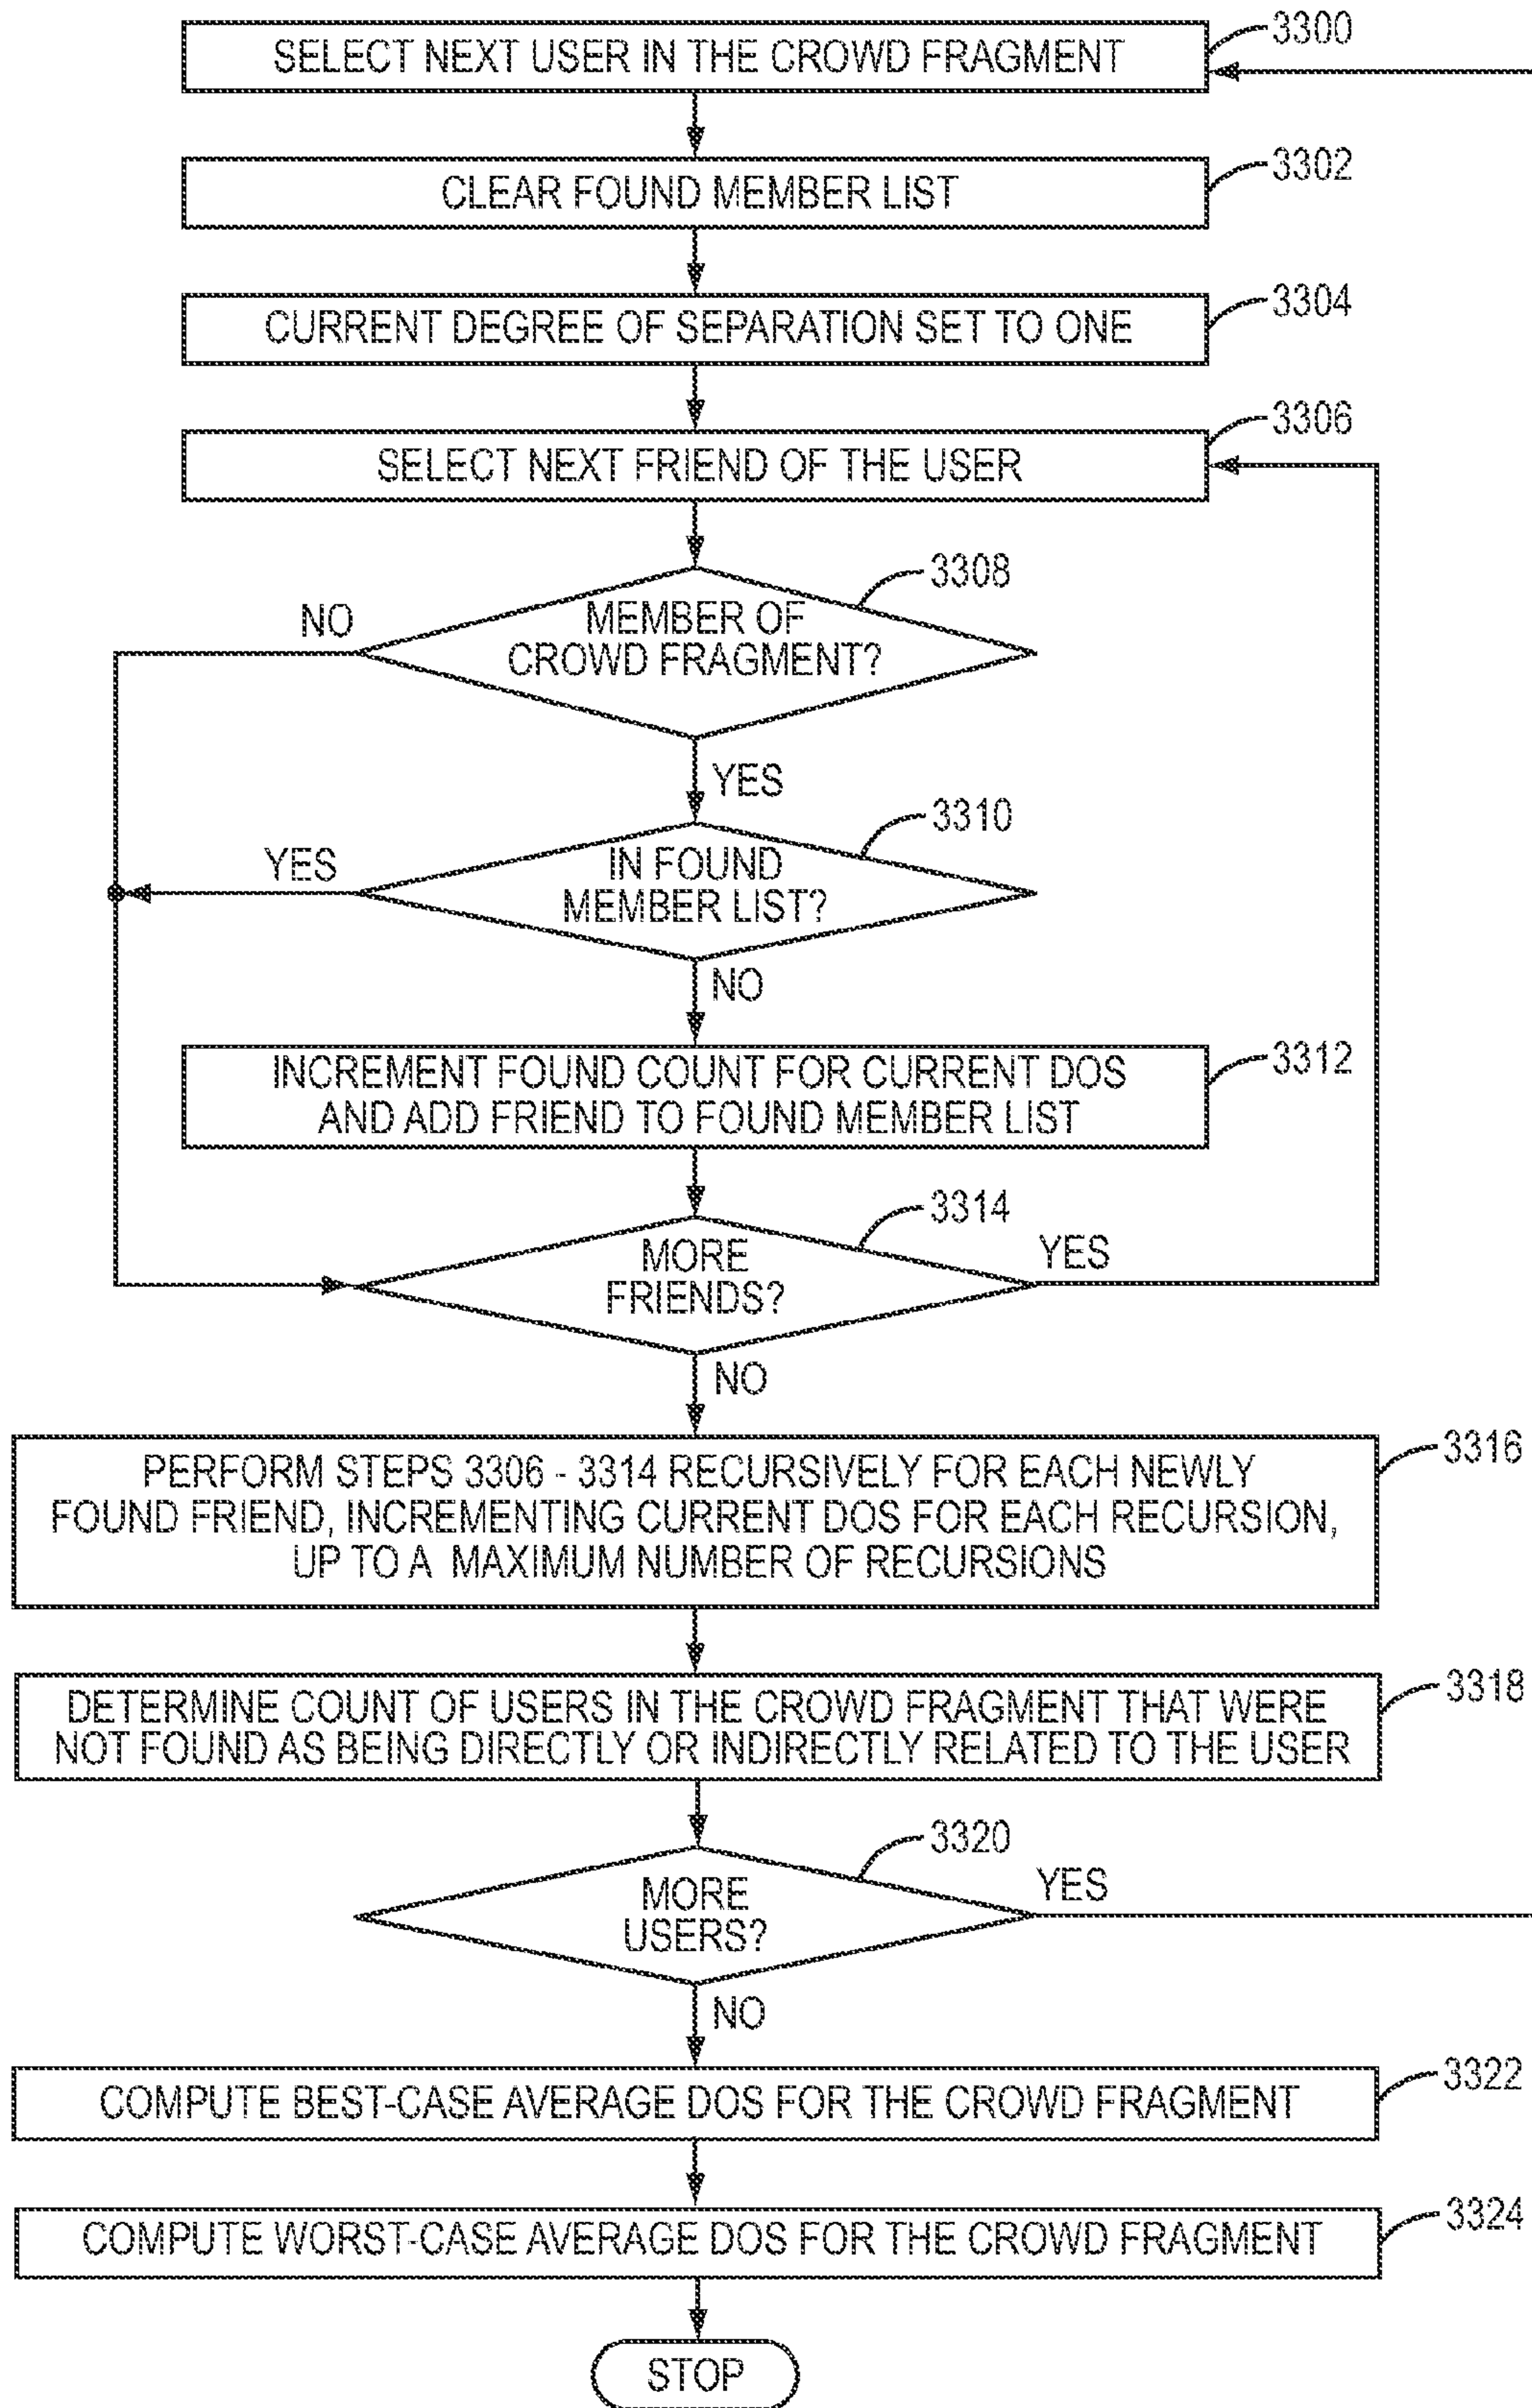 SELECT NEXT USER IN THE CROWD FRAGMENT
3300
CLEAR FOUND MEMBER LIST
3302
CURRENT DEGREE OF SEPARATION SET TO ONE
3304
SELECT NEXT FRIEND OF THE USER
3306
3308
NO
MEMBER OF
CROWD FRAGMENT?
YES
3310
YES
IN FOUND
MEMBER LIST?
NO
INCREMENT FOUND COUNT FOR CURRENT DOS
AND ADD FRIEND TO FOUND MEMBER LIST
3312
3314
MORE
FRIENDS?
YES
NO
PERFORM STEPS 3306 - 3314 RECURSIVELY FOR EACH NEWLY
FOUND FRIEND, INCREMENTING CURRENT DOS FOR EACH RECURSION,
UP TO A MAXIMUM NUMBER OF RECURSIONS
3316
DETERMINE COUNT OF USERS IN THE CROWD FRAGMENT THAT WERE
NOT FOUND AS BEING DIRECTLY OR INDIRECTLY RELATED TO THE USER
3318
3320
MORE
USERS?
YES
NO
COMPUTE BEST-CASE AVERAGE DOS FOR THE CROWD FRAGMENT
3322
COMPUTE WORST-CASE AVERAGE DOS FOR THE CROWD FRAGMENT
3324
STOP